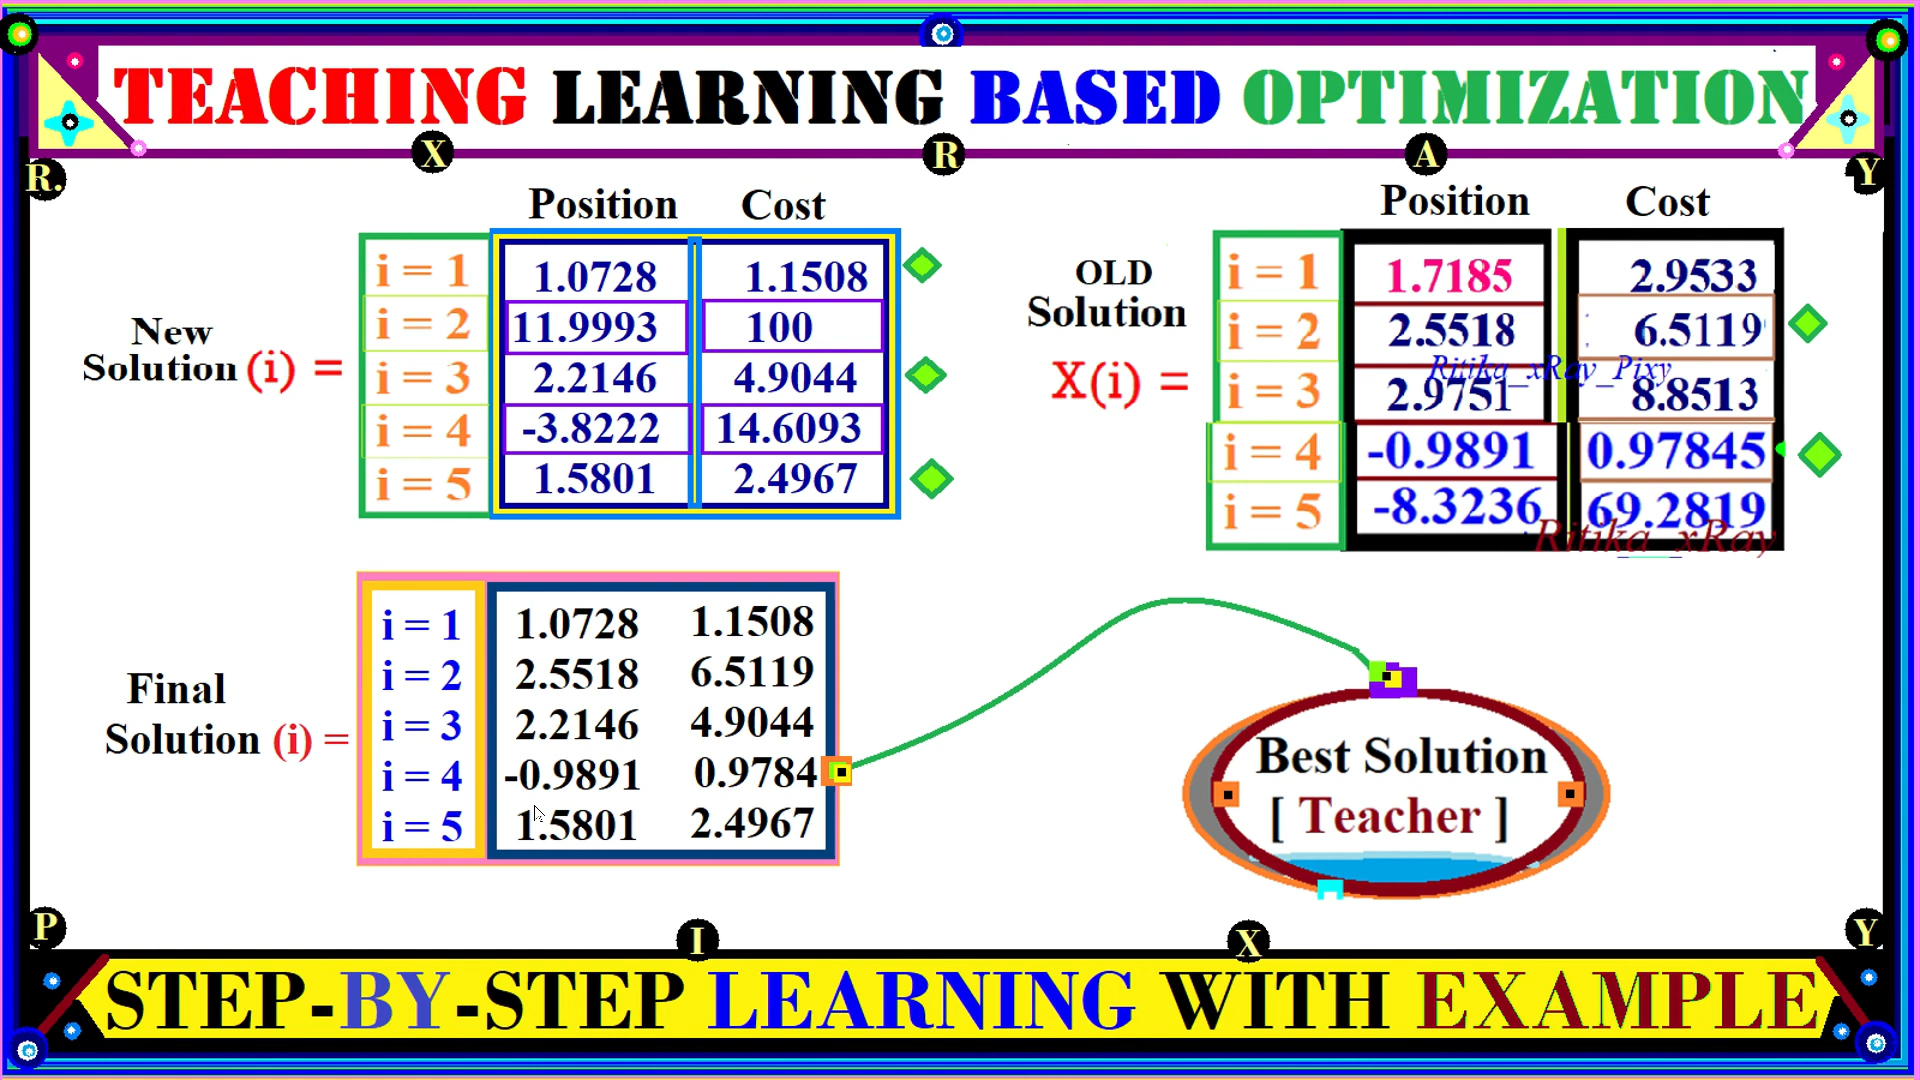 TEACHING LEARNING BASED OPTIMIZATION
R. X R A Y
Position Cost
New
Solution (i) =
i = 1 1.0728 1.1508
i = 2 11.9993 100
i = 3 2.2146 4.9044
i = 4 -3.8222 14.6093
i = 5 1.5801 2.4967
Position Cost
OLD
Solution
X(i) =
i = 1 1.7185 2.9533
i = 2 2.5518 6.5119
Ritika_xRay_Pixy
i = 3 2.9751 8.8513
i = 4 -0.9891 0.97845
i = 5 -8.3236 69.2819
Ritika_xRay
Final
Solution (i) =
i = 1 1.0728 1.1508
i = 2 2.5518 6.5119
i = 3 2.2146 4.9044
i = 4 -0.9891 0.9784
i = 5 1.5801 2.4967
Best Solution
[ Teacher ]
P I X Y
STEP-BY-STEP LEARNING WITH EXAMPLE